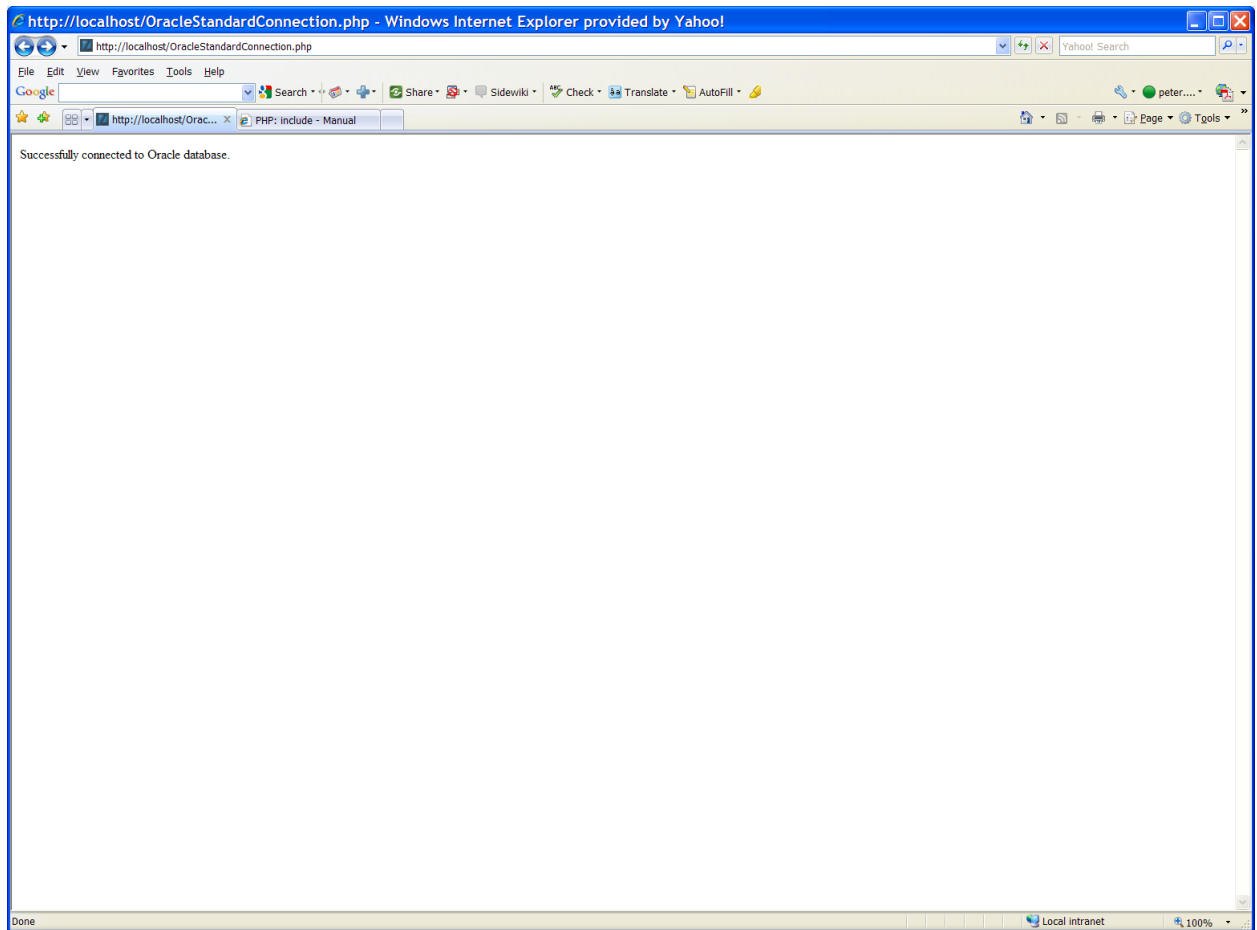 http://localhost/OracleStandardConnection.php - Windows Internet Explorer provided by Yahoo!
http://localhost/OracleStandardConnection.php Yahoo! Search
File Edit View Favorites Tools Help
Google Search Share Sidewiki ABC Check Translate AutoFill peter....
http://localhost/Orac... X PHP: include - Manual Page Tools »
Successfully connected to Oracle database.
Done Local intranet 100%